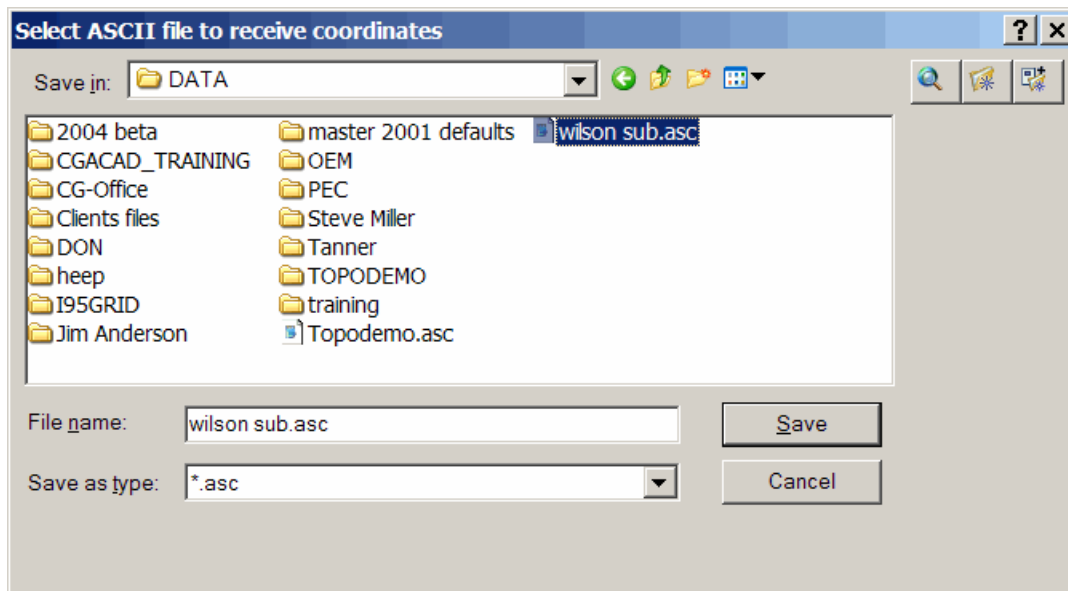 Select ASCII file to receive coordinates
Save in: DATA
2004 beta
CGACAD_TRAINING
CG-Office
Clients files
DON
heep
I95GRID
Jim Anderson
master 2001 defaults
OEM
PEC
Steve Miller
Tanner
TOPODEMO
training
Topodemo.asc
wilson sub.asc
File name: wilson sub.asc
Save
Save as type: *.asc
Cancel